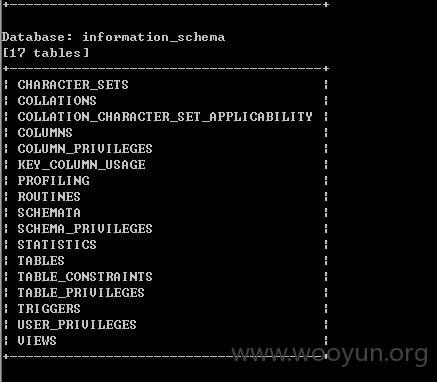 Database: information_schema
[17 tables]
CHARACTER_SETS
COLLATIONS
COLLATION_CHARACTER_SET_APPLICABILITY
COLUMNS
COLUMN_PRIVILEGES
KEY_COLUMN_USAGE
PROFILING
ROUTINES
SCHEMATA
SCHEMA_PRIVILEGES
STATISTICS
TABLES
TABLE_CONSTRAINTS
TABLE_PRIVILEGES
TRIGGERS
USER_PRIVILEGES
VIEWS
www.wooyun.org